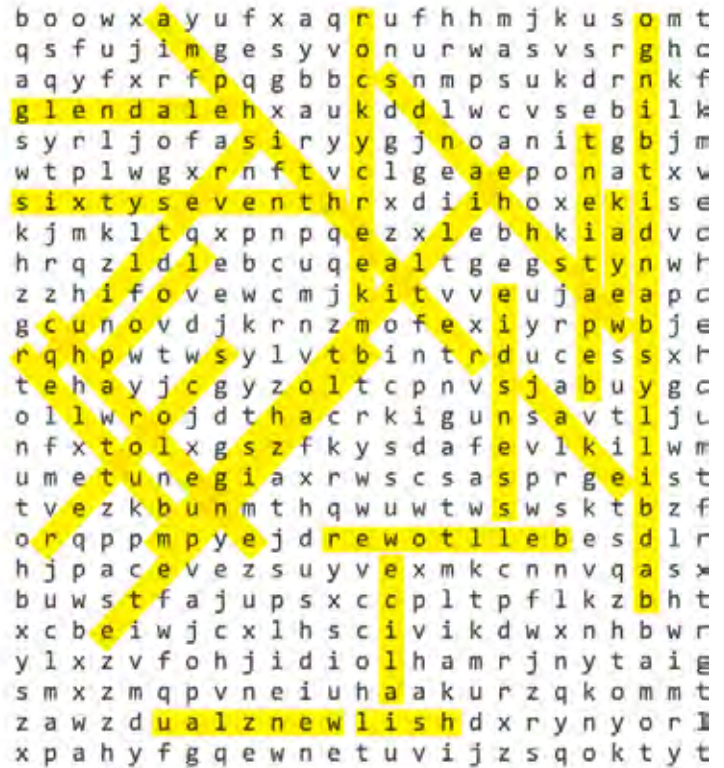 b o o w x a y u f x a q r u f h h m j k u s o m t
q s f u j i m g e s y v o n u r w a s v s r g h c
a q y f x r f p q g b b c s n m p s u k d r n k f
g l e n d a l e h x a u k d d l w c v s e b i l k
s y r l j o f a s i r y y g j n o a n i t g b j m
w t p l w g x r n f t v c l g e a e p o n a t x w
s i x t y s e v e n t h r x d i i h o x e k i s e
k j m k l t q x p n p q e z x l e b h k i a d v c
h r q z l d l e b c u q e a l t g e g s t y n w h
z z h i f o v e w c m j k i t v v e u j a e a p c
g c u n o v d j k r n z m o f e x i y r p w b j e
r q h p w t w s y l v t b i n t r d u c e s s x h
t e h a y j c g y z o l t c p n v s j a b u y g c
o l l w r o j d t h a c r k i g u n s a v t l j u
n f x t o l x g s z f k y s d a f e v l k i l w m
u m e t u n e g i a x r w s c s a s p r g e i s t
t v e z k b u n m t h q w u w t w s w s k t b z f
o r q p p m p y e j d r e w o t l l e b e s d l r
h j p a c e v e z s u y v e x m k c n n v q a s x
b u w s t f a j u p s x c c p l t p f l k z b h t
x c b e i w j c x l h s c i v i k d w x n h b w r
y l x z v f o h j i d i o l h a m r j n y t a i g
s m x z m q p v n e i u h a a k u r z q k o m m t
z a w z d u a l z n e w l i s h d x r y n y o r l
x p a h y f g q e w n e t u v i j z s q o k t y t